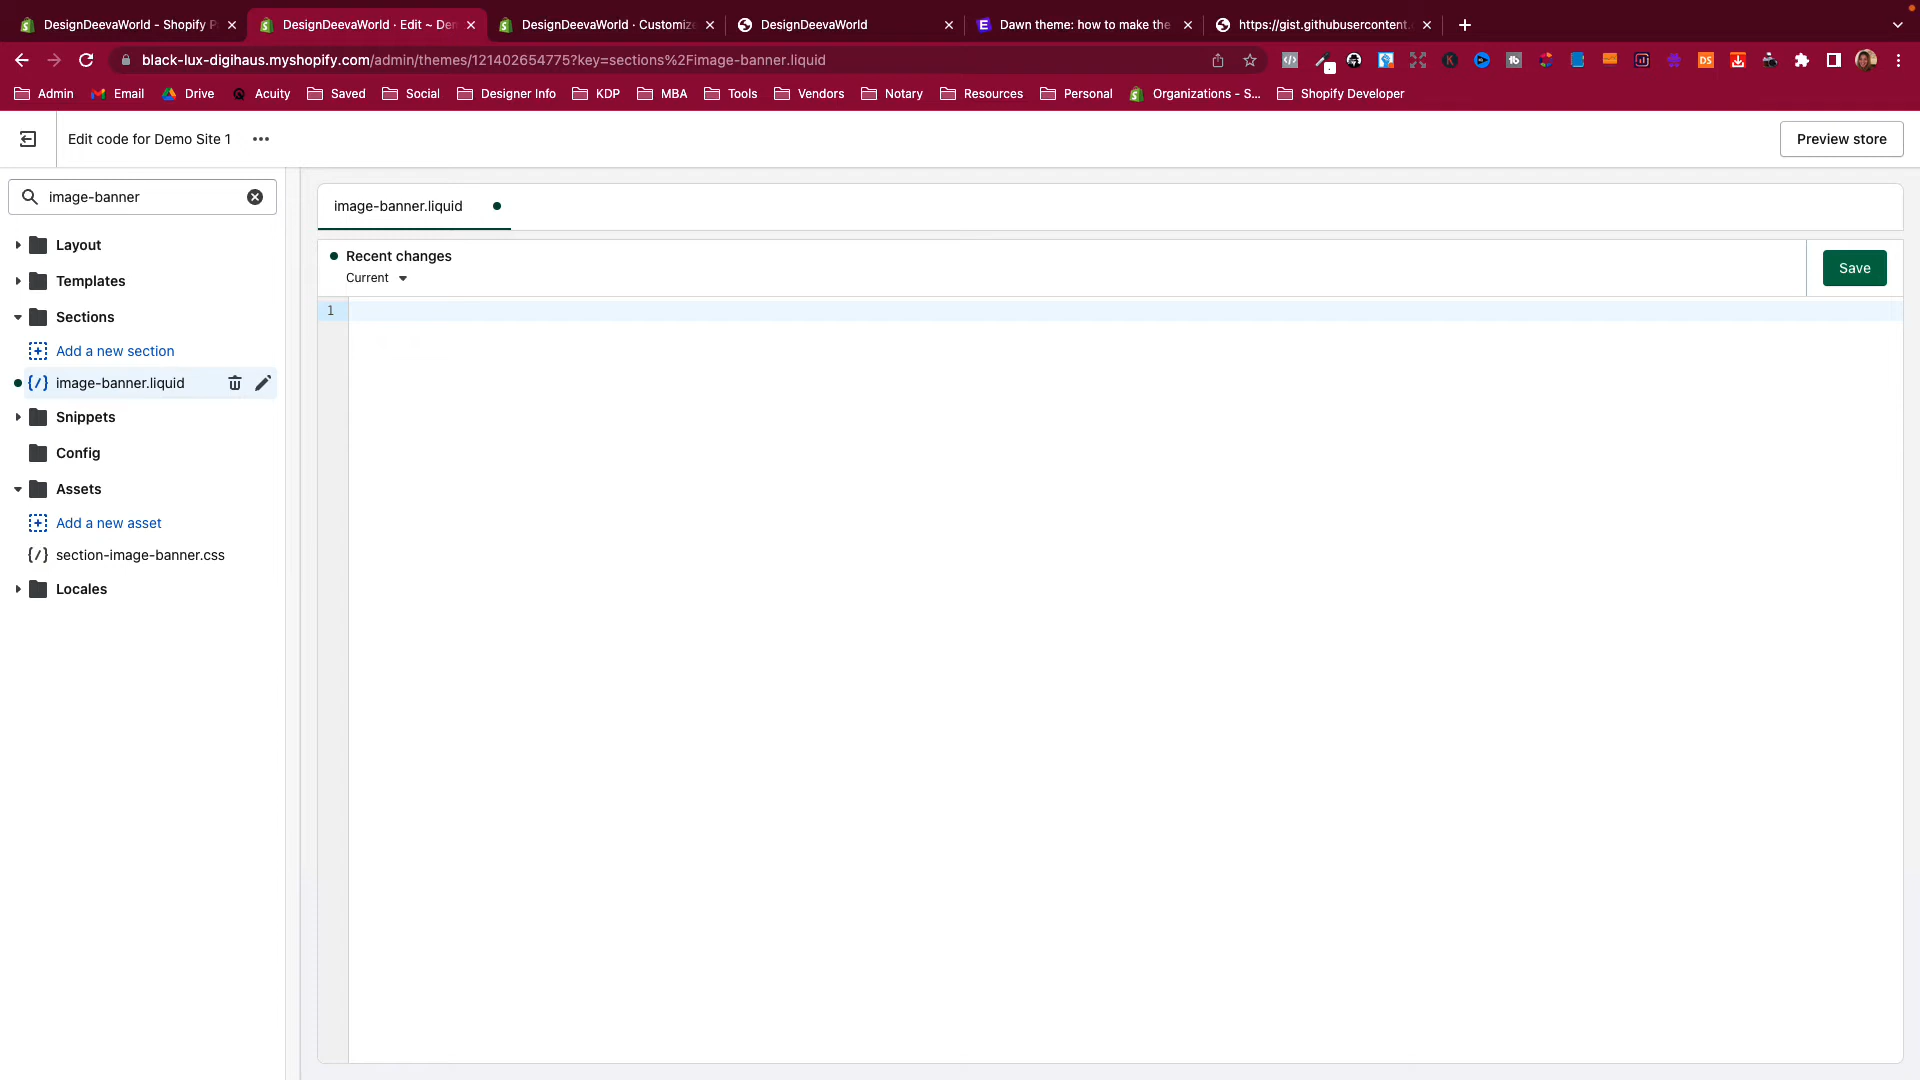 DesignDeevaWorld - Shopify P
DesignDeevaWorld · Edit ~ Den
DesignDeevaWorld · Customize
DesignDeevaWorld
Dawn theme: how to make the
https://gist.githubusercontent.
black-lux-digihaus.myshopify.com/admin/themes/121402654775?key=sections%2Fimage-banner.liquid
Admin
Email
Drive
Acuity
Saved
Social
Designer Info
KDP
MBA
Tools
Vendors
Notary
Resources
Personal
Organizations - S...
Shopify Developer
Edit code for Demo Site 1
Preview store
image-banner
Layout
Templates
Sections
Add a new section
image-banner.liquid
Snippets
Config
Assets
Add a new asset
section-image-banner.css
Locales
image-banner.liquid
Recent changes
Current
Save
1